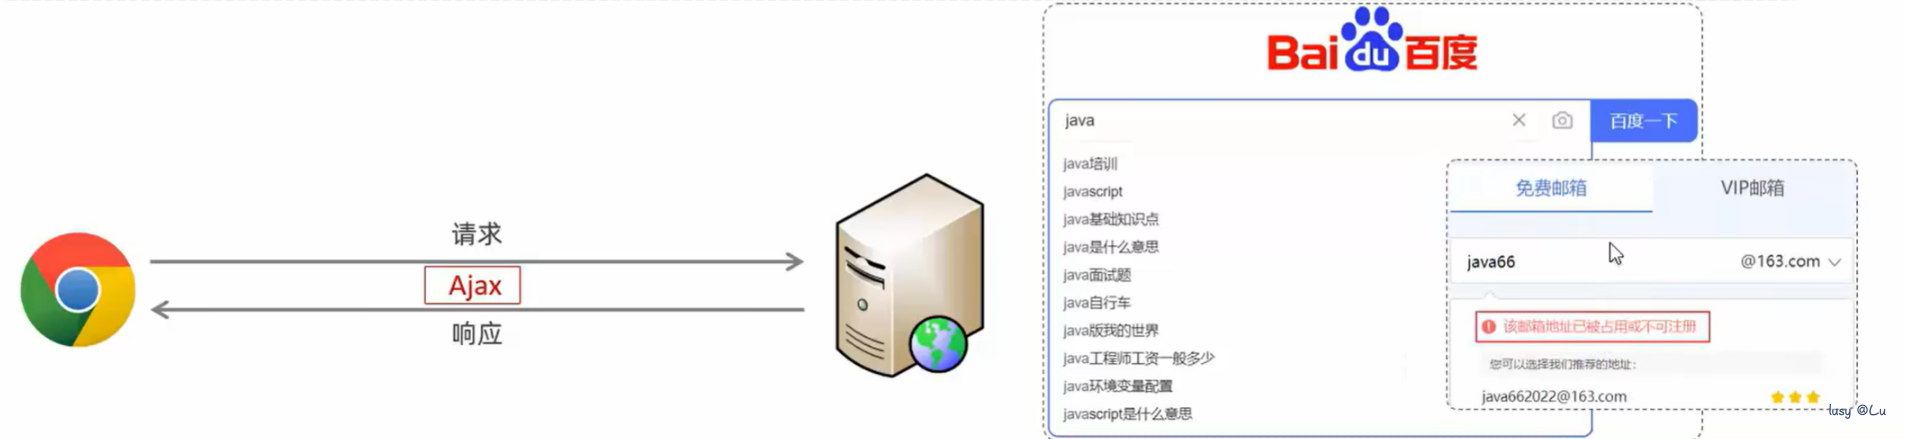 请求
Ajax
响应
Bai du 百度
java
百度一下
java培训
javascript
java基础知识点
java是什么意思
java面试题
java自行车
java版我的世界
java工程师工资一般多少
java环境变量配置
javascript是什么意思
免费邮箱
VIP邮箱
java66
@163.com
该邮箱地址已被占用或不可注册
您可以选择我们推荐的地址:
java662022@163.com
lusy @Lu